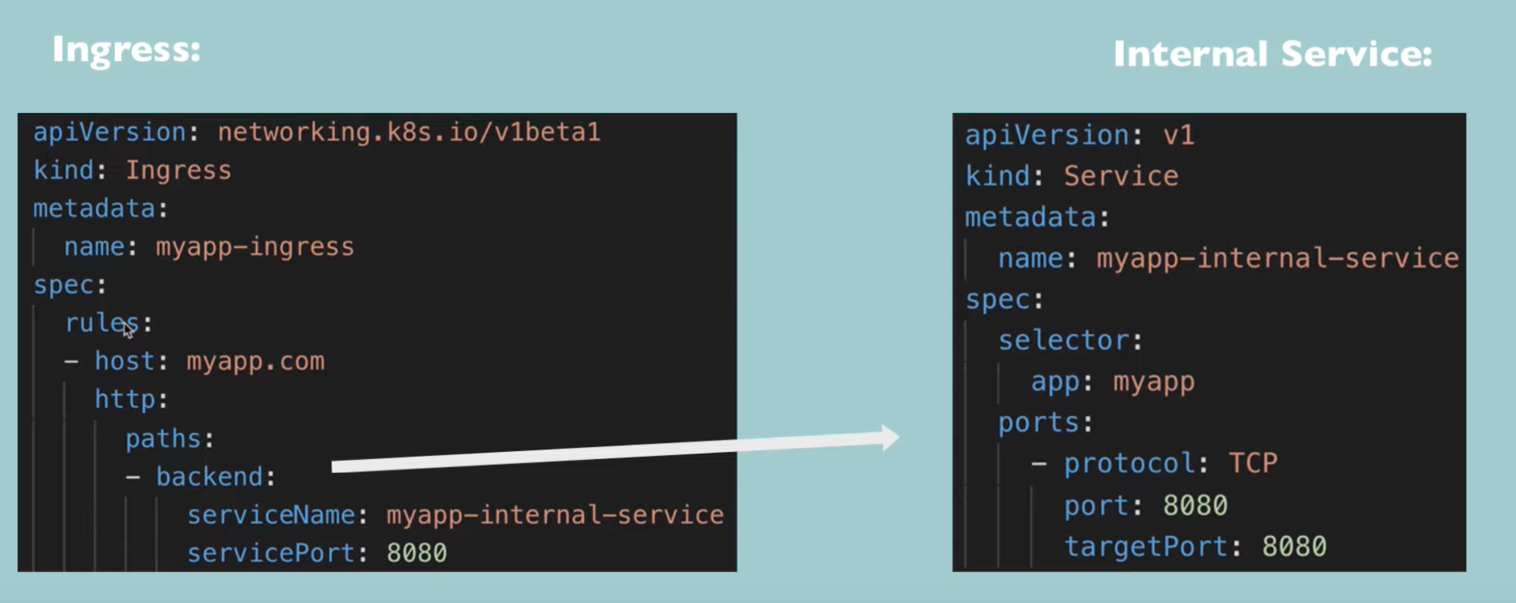 Ingress:
apiVersion: networking.k8s.io/v1beta1
kind: Ingress
metadata:
  name: myapp-ingress
spec:
  rules:
  - host: myapp.com
    http:
      paths:
      - backend:
          serviceName: myapp-internal-service
          servicePort: 8080
Internal Service:
apiVersion: v1
kind: Service
metadata:
  name: myapp-internal-service
spec:
  selector:
    app: myapp
  ports:
    - protocol: TCP
      port: 8080
      targetPort: 8080